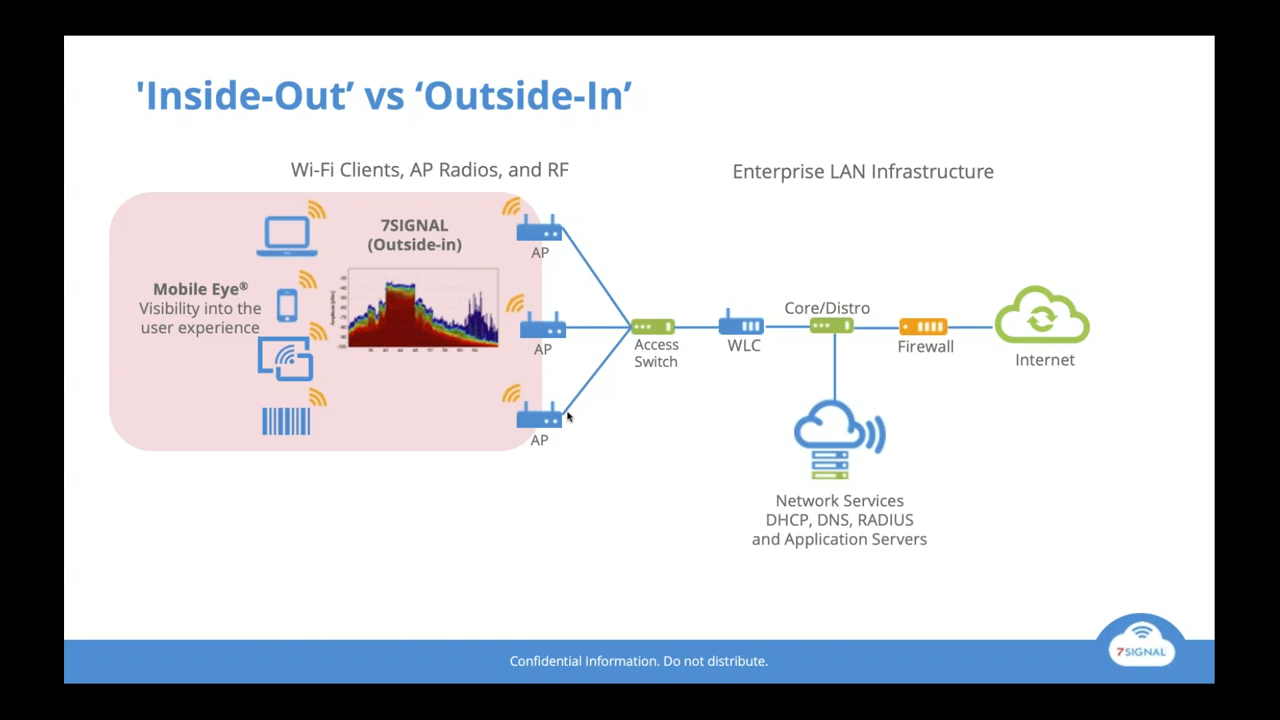 'Inside-Out’ vs ‘Outside-In’
Wi-Fi Clients, AP Radios, and RF
Enterprise LAN Infrastructure
7SIGNAL
(Outside-in)
Mobile Eye®
Visibility into the
user experience
AP
AP
AP
Access
Switch
WLC
Core/Distro
Firewall
Internet
Network Services
DHCP, DNS, RADIUS
and Application Servers
Confidential Information. Do not distribute.
7SIGNAL